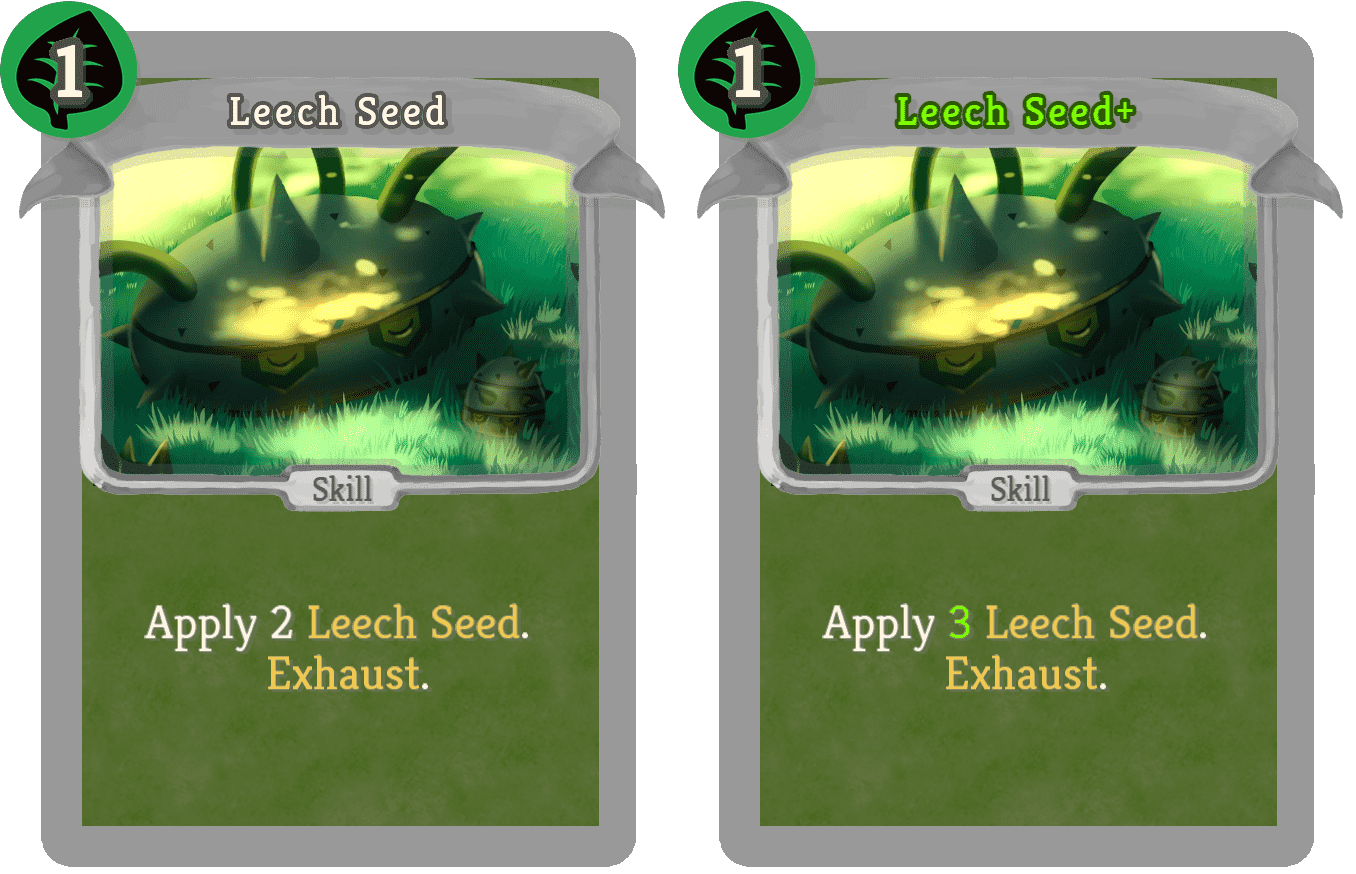 1
Leech Seed
Skill
Apply 2 Leech Seed.
Exhaust.
1
Leech Seed+
Skill
Apply 3 Leech Seed.
Exhaust.